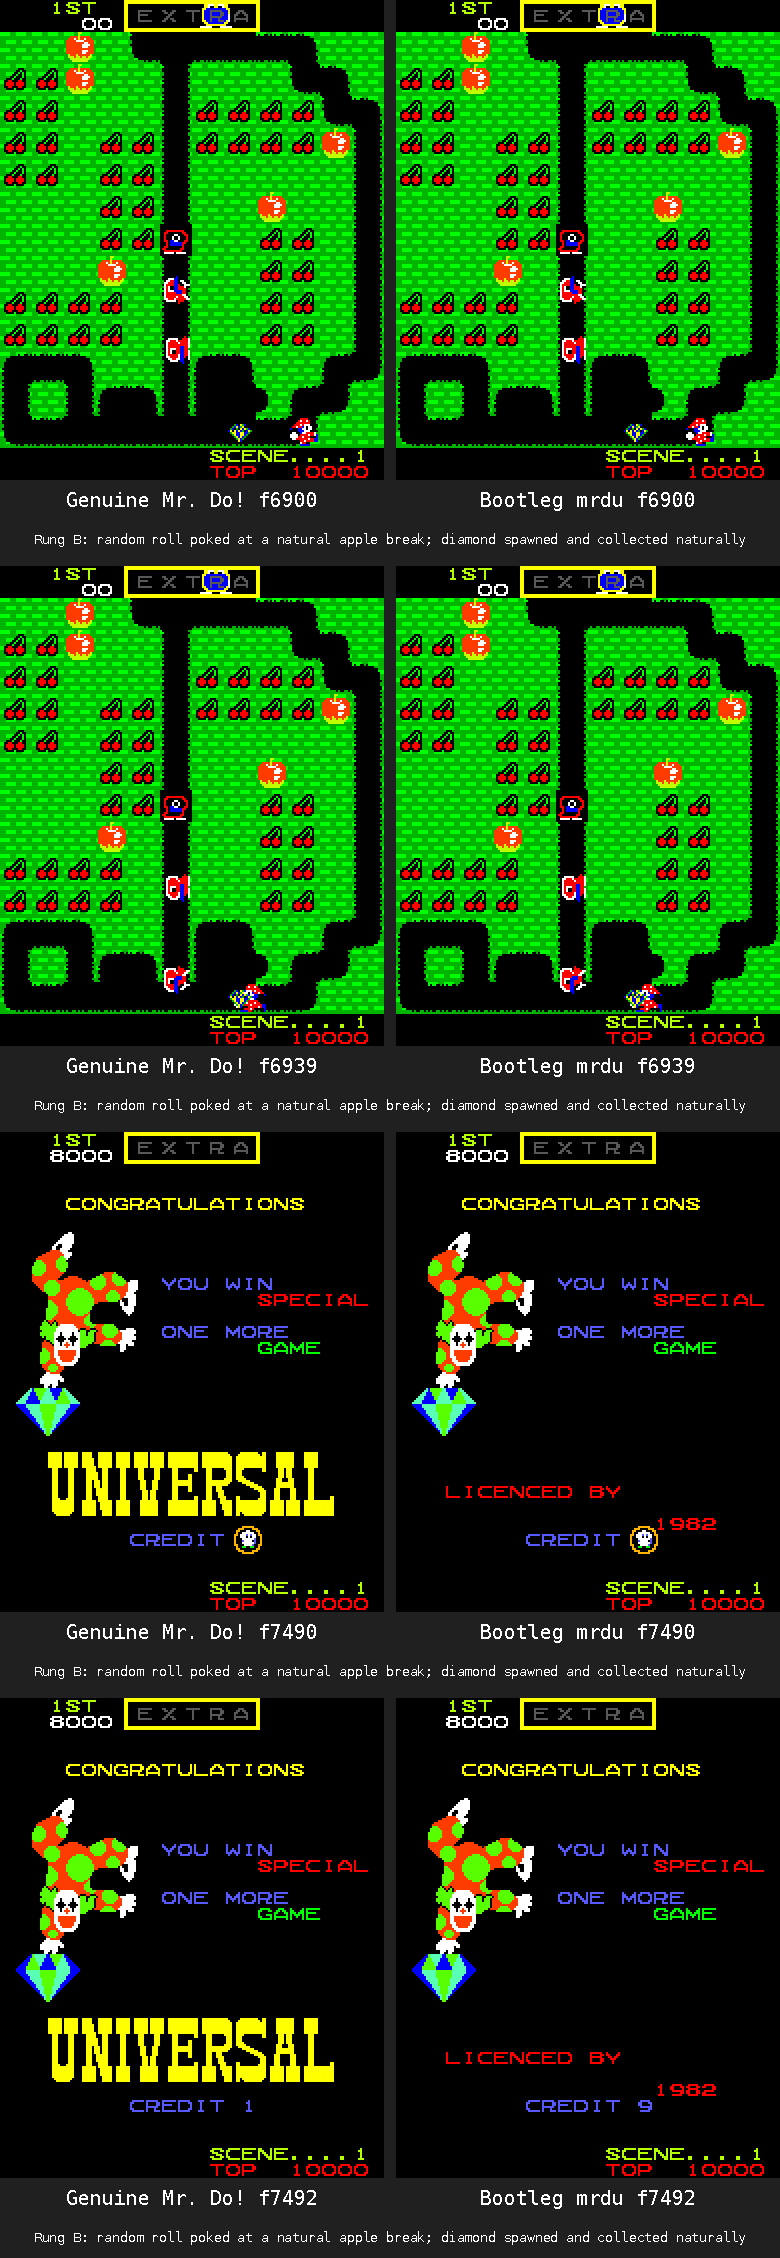 1ST EXTRA 1ST EXTRA
00 00
SCENE....1 SCENE....1
TOP 10000 TOP 10000
Genuine Mr. Do! f6900 Bootleg mrdu f6900
Rung B: random roll poked at a natural apple break; diamond spawned and collected naturally
1ST EXTRA 1ST EXTRA
00 00
SCENE....1 SCENE....1
TOP 10000 TOP 10000
Genuine Mr. Do! f6939 Bootleg mrdu f6939
Rung B: random roll poked at a natural apple break; diamond spawned and collected naturally
1ST EXTRA 1ST EXTRA
8000 8000
CONGRATULATIONS CONGRATULATIONS
YOU WIN YOU WIN
SPECIAL SPECIAL
ONE MORE ONE MORE
GAME GAME
UNIVERSAL LICENCED BY
1982
CREDIT CREDIT
SCENE....1 SCENE....1
TOP 10000 TOP 10000
Genuine Mr. Do! f7490 Bootleg mrdu f7490
Rung B: random roll poked at a natural apple break; diamond spawned and collected naturally
1ST EXTRA 1ST EXTRA
8000 8000
CONGRATULATIONS CONGRATULATIONS
YOU WIN YOU WIN
SPECIAL SPECIAL
ONE MORE ONE MORE
GAME GAME
UNIVERSAL LICENCED BY
1982
CREDIT 1 CREDIT 9
SCENE....1 SCENE....1
TOP 10000 TOP 10000
Genuine Mr. Do! f7492 Bootleg mrdu f7492
Rung B: random roll poked at a natural apple break; diamond spawned and collected naturally